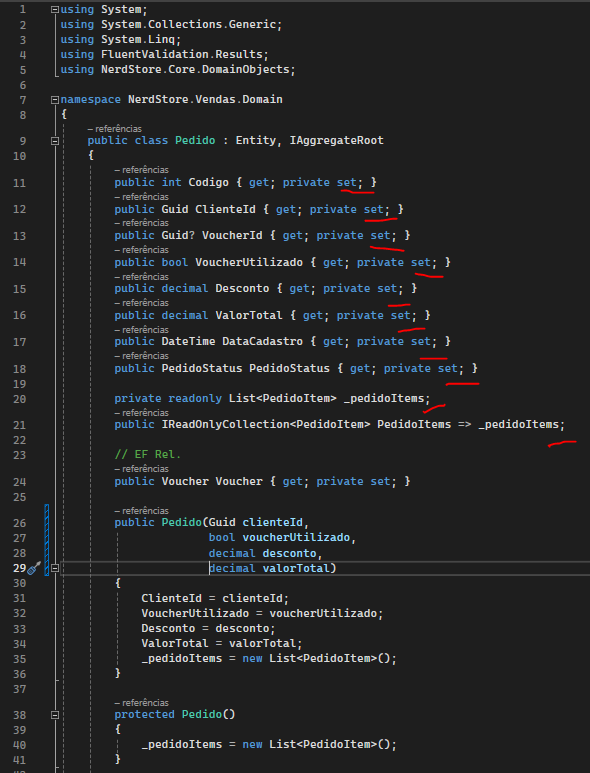 1 using System;
2 using System.Collections.Generic;
3 using System.Linq;
4 using FluentValidation.Results;
5 using NerdStore.Core.DomainObjects;
6
7 namespace NerdStore.Vendas.Domain
8 {
– referências
9 public class Pedido : Entity, IAggregateRoot
10 {
– referências
11 public int Codigo { get; private set; }
– referências
12 public Guid ClienteId { get; private set; }
– referências
13 public Guid? VoucherId { get; private set; }
– referências
14 public bool VoucherUtilizado { get; private set; }
– referências
15 public decimal Desconto { get; private set; }
– referências
16 public decimal ValorTotal { get; private set; }
– referências
17 public DateTime DataCadastro { get; private set; }
– referências
18 public PedidoStatus PedidoStatus { get; private set; }
19
20 private readonly List<PedidoItem> _pedidoItems;
– referências
21 public IReadOnlyCollection<PedidoItem> PedidoItems => _pedidoItems;
22
23 // EF Rel.
– referências
24 public Voucher Voucher { get; private set; }
25
– referências
26 public Pedido(Guid clienteId,
27 bool voucherUtilizado,
28 decimal desconto,
29 decimal valorTotal)
30 {
31 ClienteId = clienteId;
32 VoucherUtilizado = voucherUtilizado;
33 Desconto = desconto;
34 ValorTotal = valorTotal;
35 _pedidoItems = new List<PedidoItem>();
36 }
37
– referências
38 protected Pedido()
39 {
40 _pedidoItems = new List<PedidoItem>();
41 }